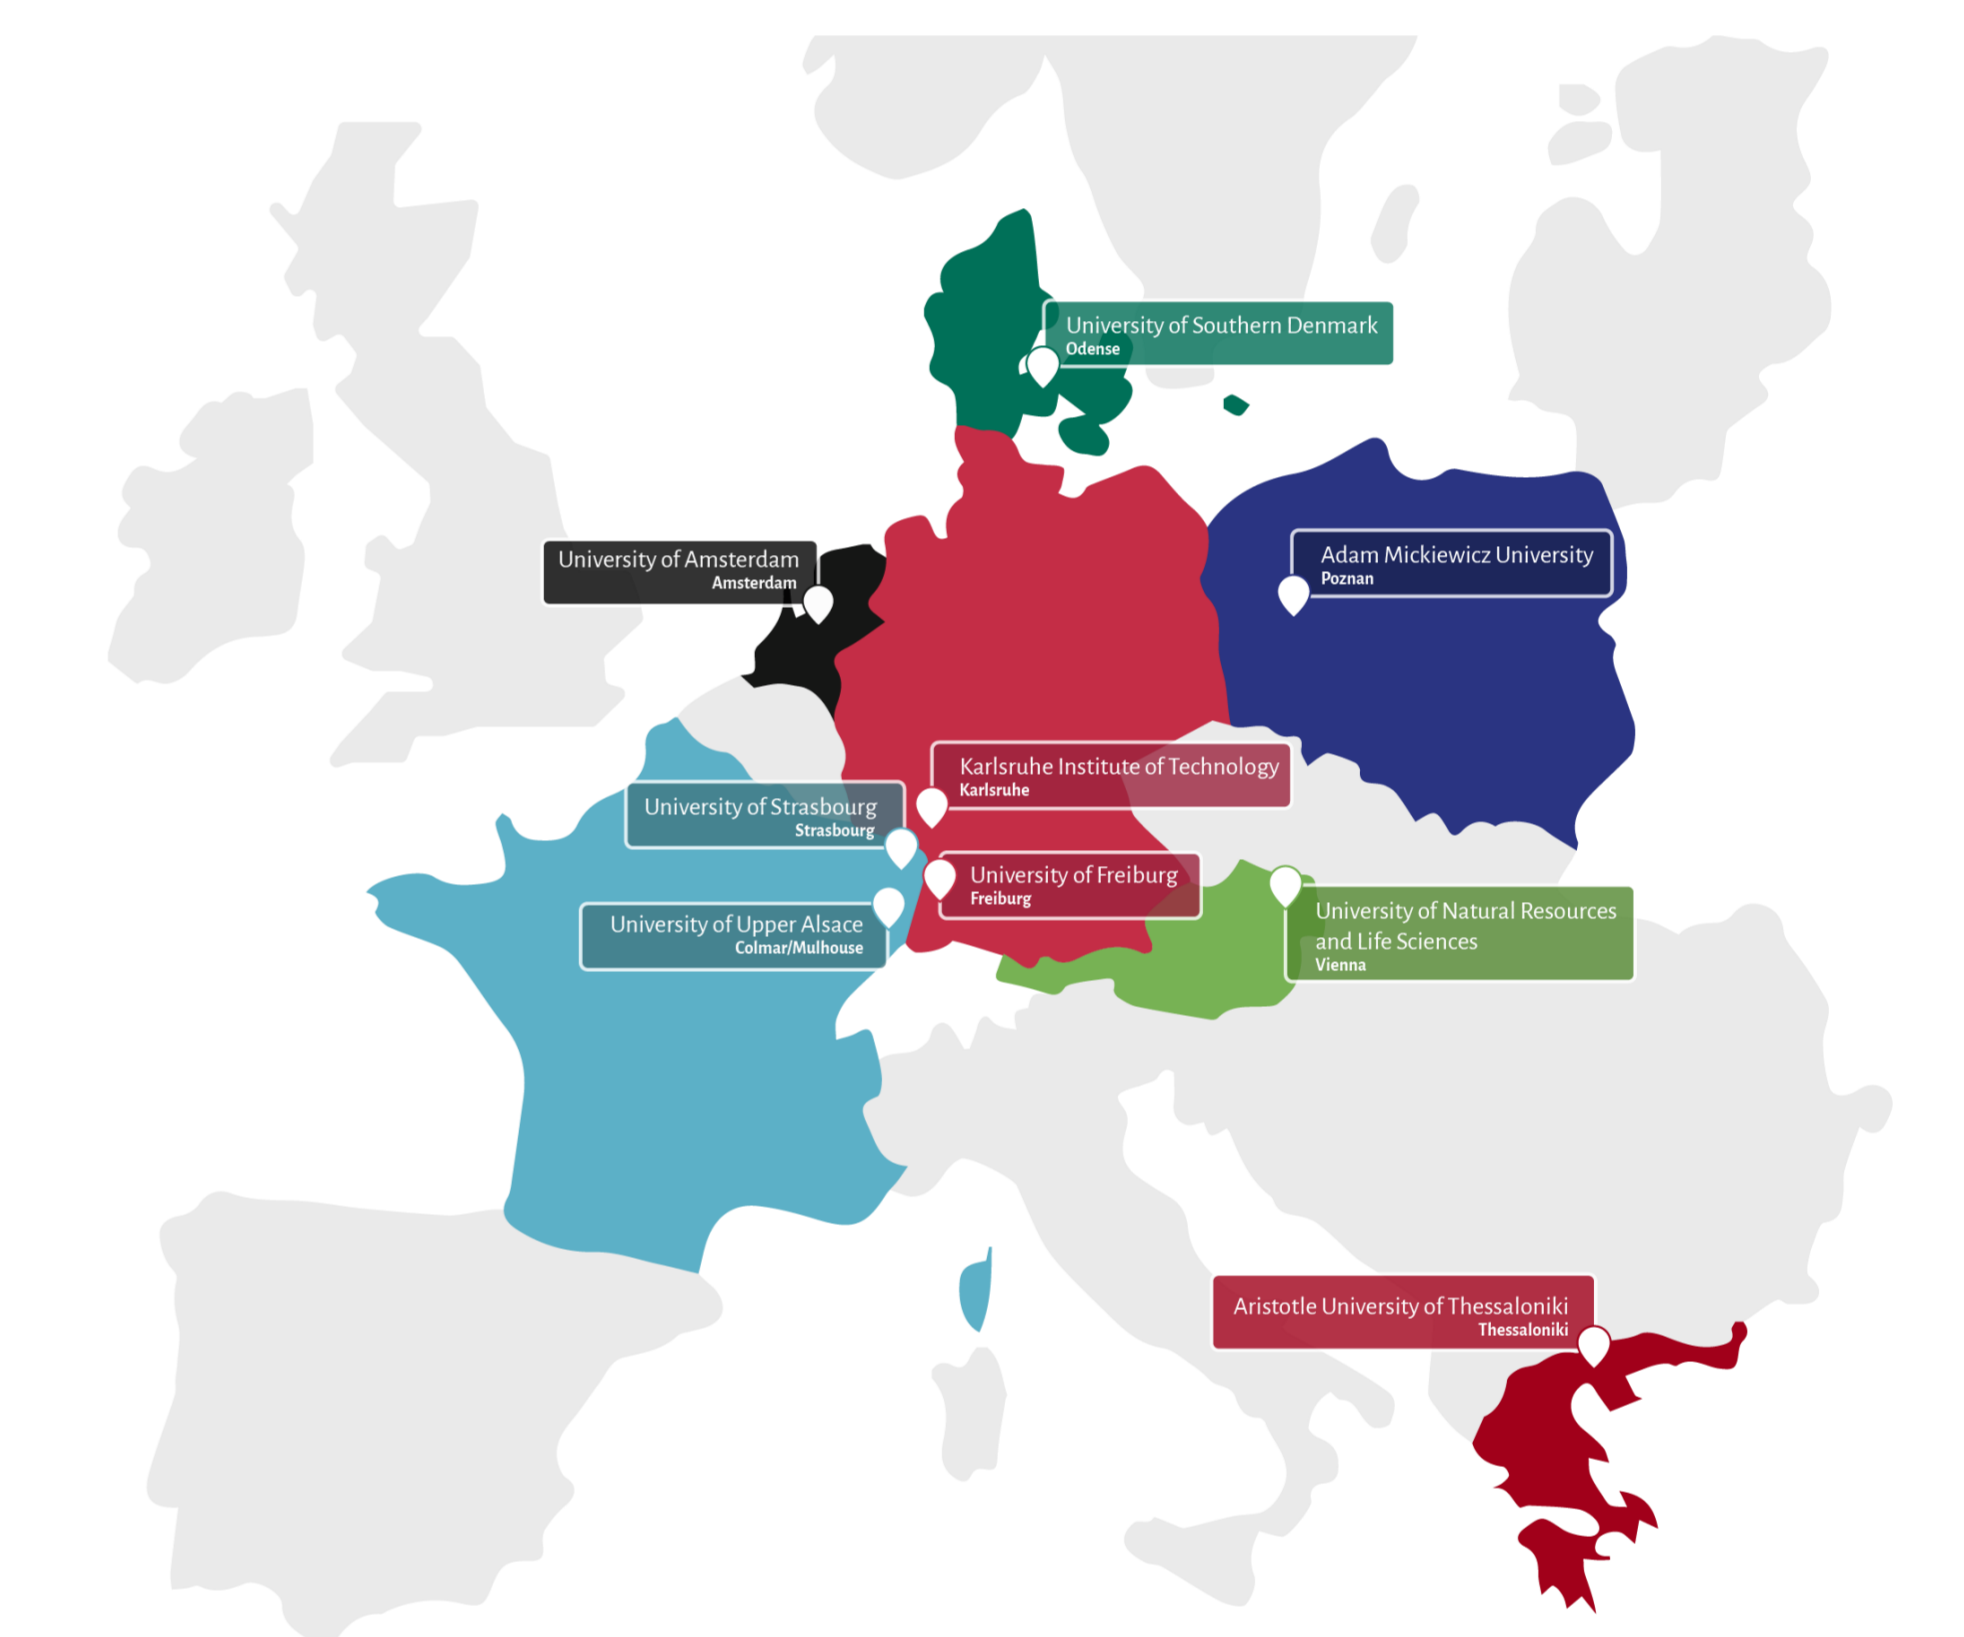 University of Southern Denmark
Odense
University of Amsterdam
Amsterdam
Adam Mickiewicz University
Poznan
Karlsruhe Institute of Technology
Karlsruhe
University of Strasbourg
Strasbourg
University of Freiburg
Freiburg
University of Upper Alsace
Colmar/Mulhouse
University of Natural Resources
and Life Sciences
Vienna
Aristotle University of Thessaloniki
Thessaloniki